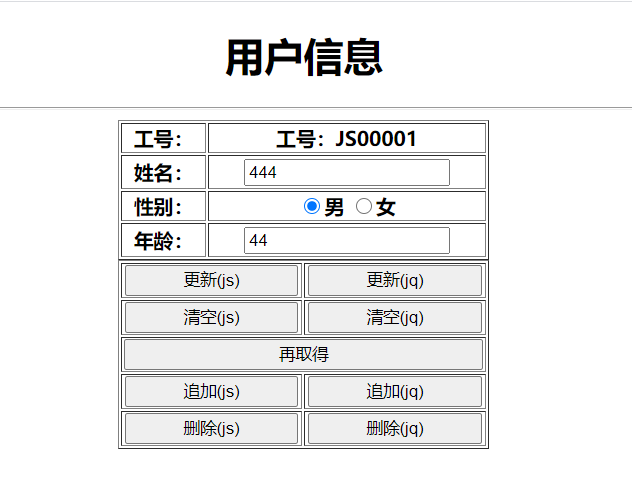 用户信息
工号： 工号：JS00001
姓名： 444
性别： 男 女
年龄： 44
更新(js) 更新(jq)
清空(js) 清空(jq)
再取得
追加(js) 追加(jq)
删除(js) 删除(jq)